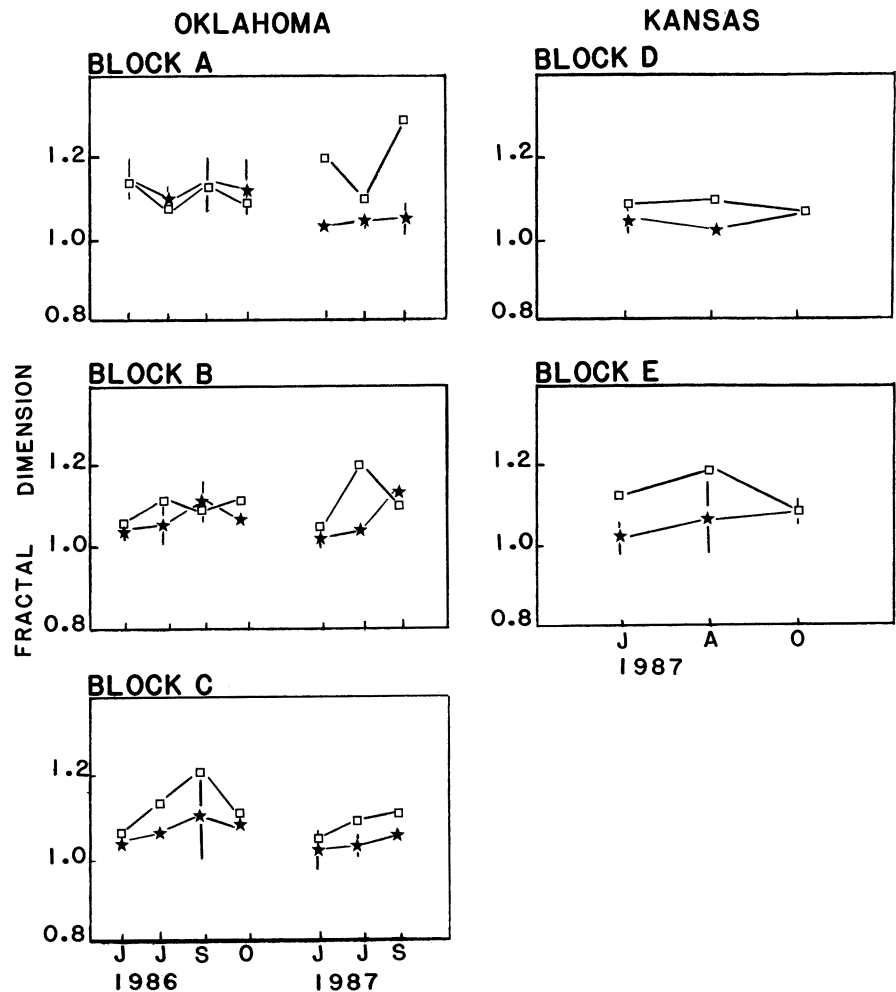 OKLAHOMA
KANSAS
BLOCK A
1.2
1.0
0.8
BLOCK D
1.2
1.0
0.8
FRACTAL DIMENSION
BLOCK B
1.2
1.0
0.8
BLOCK E
1.2
1.0
0.8
J A O
1987
BLOCK C
1.2
1.0
0.8
J J S O J J S
1986 1987